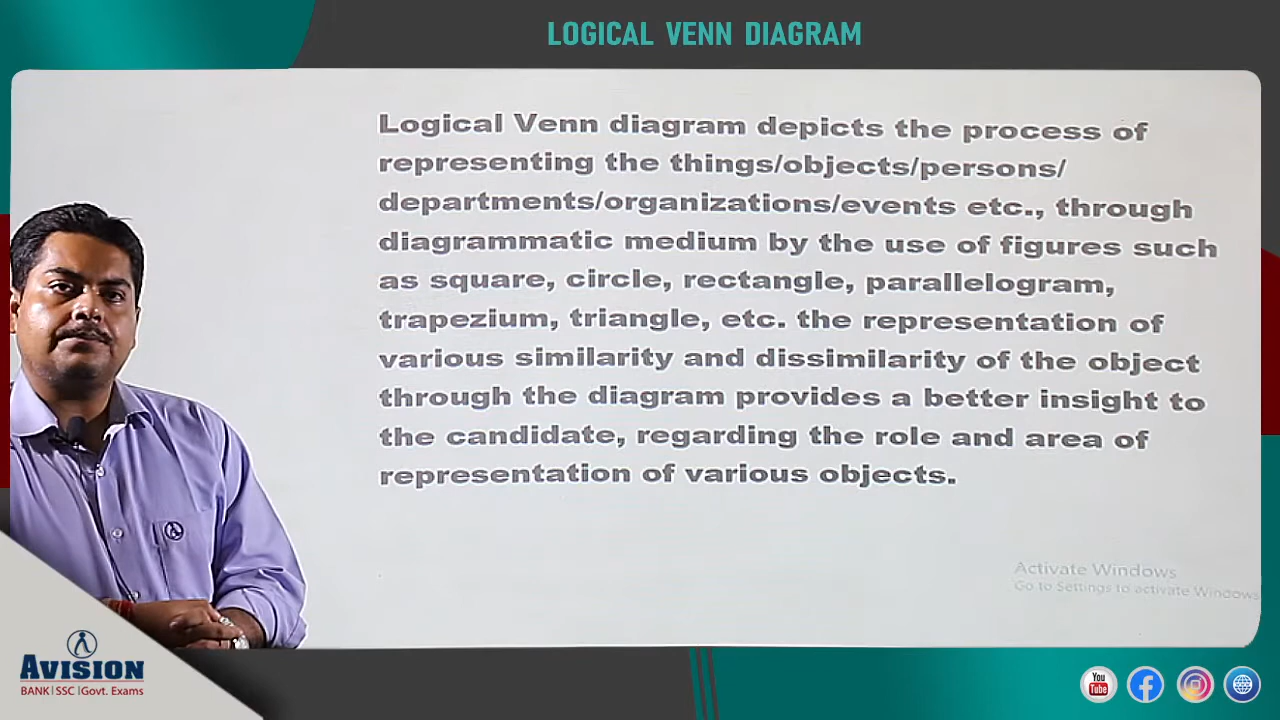 LOGICAL VENN DIAGRAM
Logical Venn diagram depicts the process of
representing the things/objects/persons/
departments/organizations/events etc., through
diagrammatic medium by the use of figures such
as square, circle, rectangle, parallelogram,
trapezium, triangle, etc. the representation of
various similarity and dissimilarity of the object
through the diagram provides a better insight to
the candidate, regarding the role and area of
representation of various objects.
Activate Windows
Go to Settings to activate Windows
AVISION
BANK|SSC|Govt. Exams
You
Tube